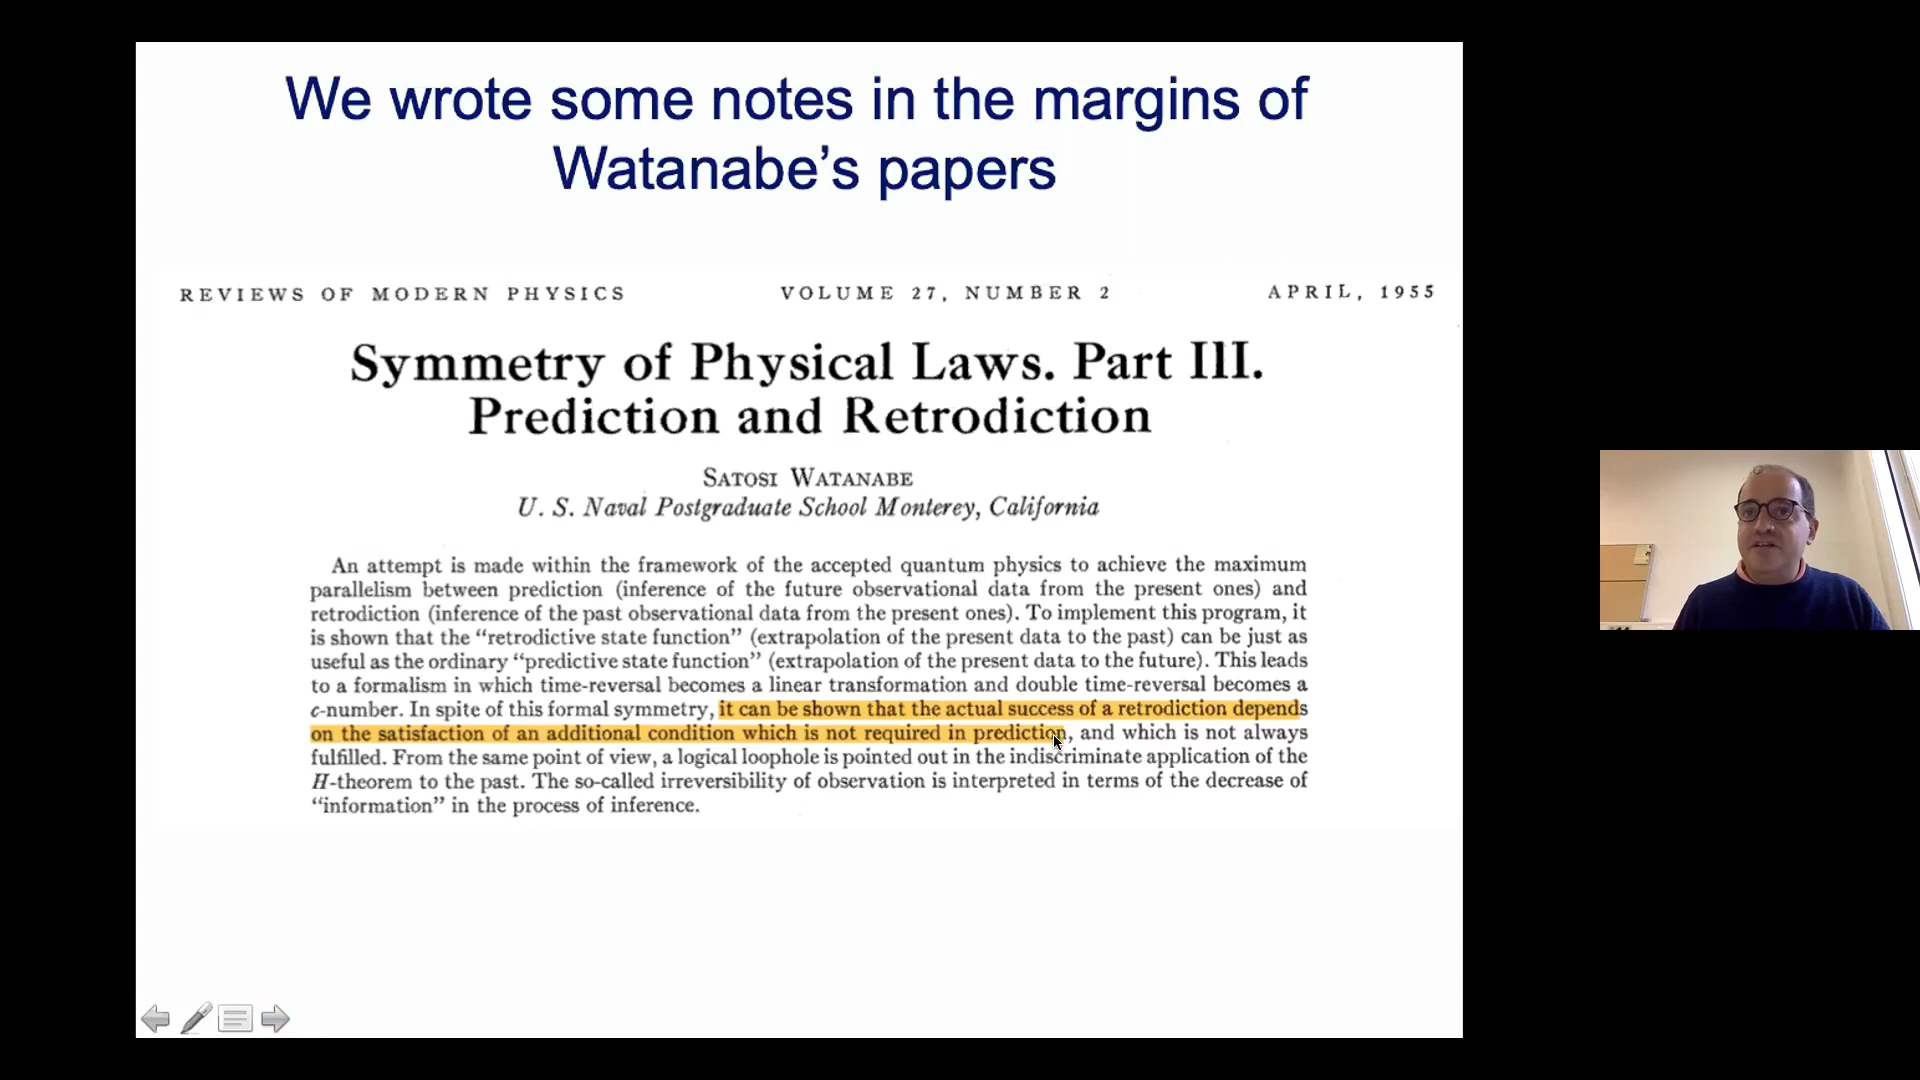 We wrote some notes in the margins of
Watanabe’s papers
REVIEWS OF MODERN PHYSICS VOLUME 27, NUMBER 2 APRIL, 1955
Symmetry of Physical Laws. Part III.
Prediction and Retrodiction
SATOSI WATANABE
U. S. Naval Postgraduate School Monterey, California
An attempt is made within the framework of the accepted quantum physics to achieve the maximum
parallelism between prediction (inference of the future observational data from the present ones) and
retrodiction (inference of the past observational data from the present ones). To implement this program, it
is shown that the “retrodictive state function” (extrapolation of the present data to the past) can be just as
useful as the ordinary “predictive state function” (extrapolation of the present data to the future). This leads
to a formalism in which time-reversal becomes a linear transformation and double time-reversal becomes a
c-number. In spite of this formal symmetry, it can be shown that the actual success of a retrodiction depends
on the satisfaction of an additional condition which is not required in prediction, and which is not always
fulfilled. From the same point of view, a logical loophole is pointed out in the indiscriminate application of the
H-theorem to the past. The so-called irreversibility of observation is interpreted in terms of the decrease of
“information” in the process of inference.